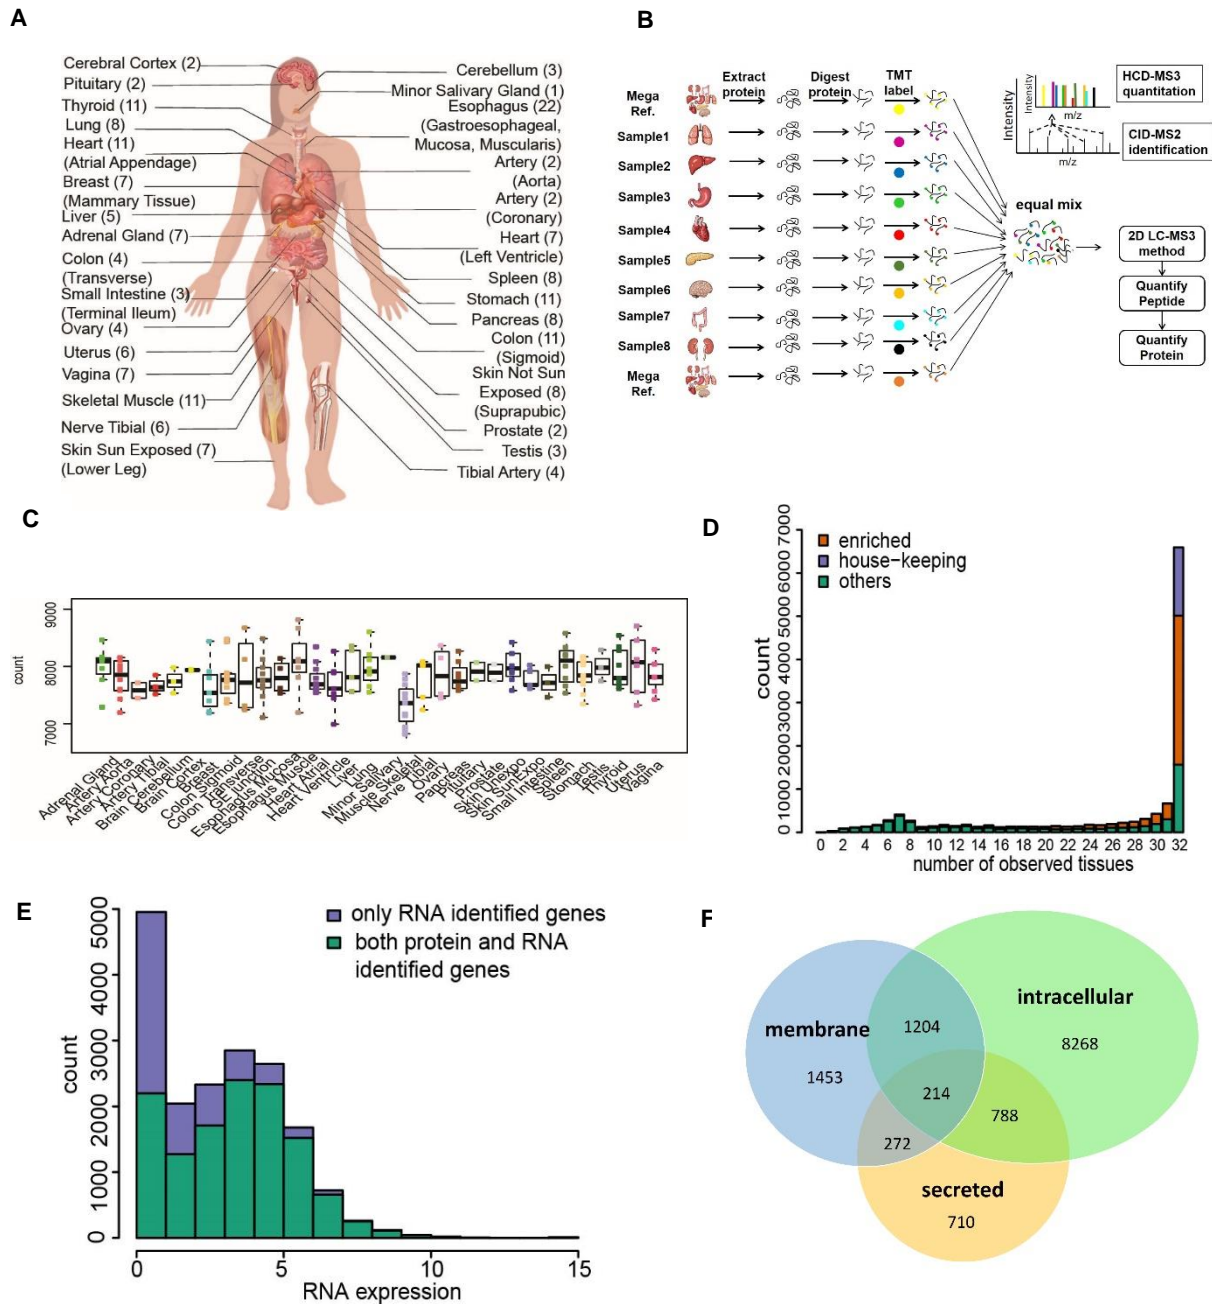 A
Cerebral Cortex (2)
Pituitary (2)
Thyroid (11)
Lung (8)
Heart (11)
(Atrial Appendage)
Breast (7)
(Mammary Tissue)
Liver (5)
Adrenal Gland (7)
Colon (4)
(Transverse)
Small Intestine (3)
(Terminal Ileum)
Ovary (4)
Uterus (6)
Vagina (7)
Skeletal Muscle (11)
Nerve Tibial (6)
Skin Sun Exposed (7)
(Lower Leg)
Cerebellum (3)
Minor Salivary Gland (1)
Esophagus (22)
(Gastroesophageal,
Mucosa, Muscularis)
Artery (2)
(Aorta)
Artery (2)
(Coronary)
Heart (7)
(Left Ventricle)
Spleen (8)
Stomach (11)
Pancreas (8)
Colon (11)
(Sigmoid)
Skin Not Sun
Exposed (8)
(Suprapubic)
Prostate (2)
Testis (3)
Tibial Artery (4)
B
Extract
protein
Digest
protein
TMT
label
Mega
Ref.
Sample1
Sample2
Sample3
Sample4
Sample5
Sample6
Sample7
Sample8
Mega
Ref.
equal mix
Intensity
Intensity
m/z
m/z
HCD-MS3
quantitation
CID-MS2
identification
2D LC-MS3
method
Quantify
Peptide
Quantify
Protein
C
count
9000
8000
7000
Adrenal Gland
Artery Aorta
Artery Coronary
Artery Tibial
Brain Cerebellum
Brain Cortex
Breast
Colon Sigmoid
Colon Transverse
GE junction
Esophagus Mucosa
Esophagus Muscle
Heart Atrial
Heart Ventricle
Liver
Lung
Minor Salivary
Muscle Skeletal
Nerve Tibial
Ovary
Pancreas
Pituitary
Prostate
Skin Unexpo
Skin SunExpo
Small Intestine
Spleen
Stomach
Testis
Thyroid
Uterus
Vagina
D
enriched
house-keeping
others
count
7000
6000
5000
4000
3000
2000
1000
0
0 2 4 6 8 10 12 14 16 18 20 22 24 26 28 30 32
number of observed tissues
E
only RNA identified genes
both protein and RNA
identified genes
count
5000
4000
3000
2000
1000
0
0 5 10 15
RNA expression
F
membrane
1453
1204
intracellular
8268
214
788
272
secreted
710